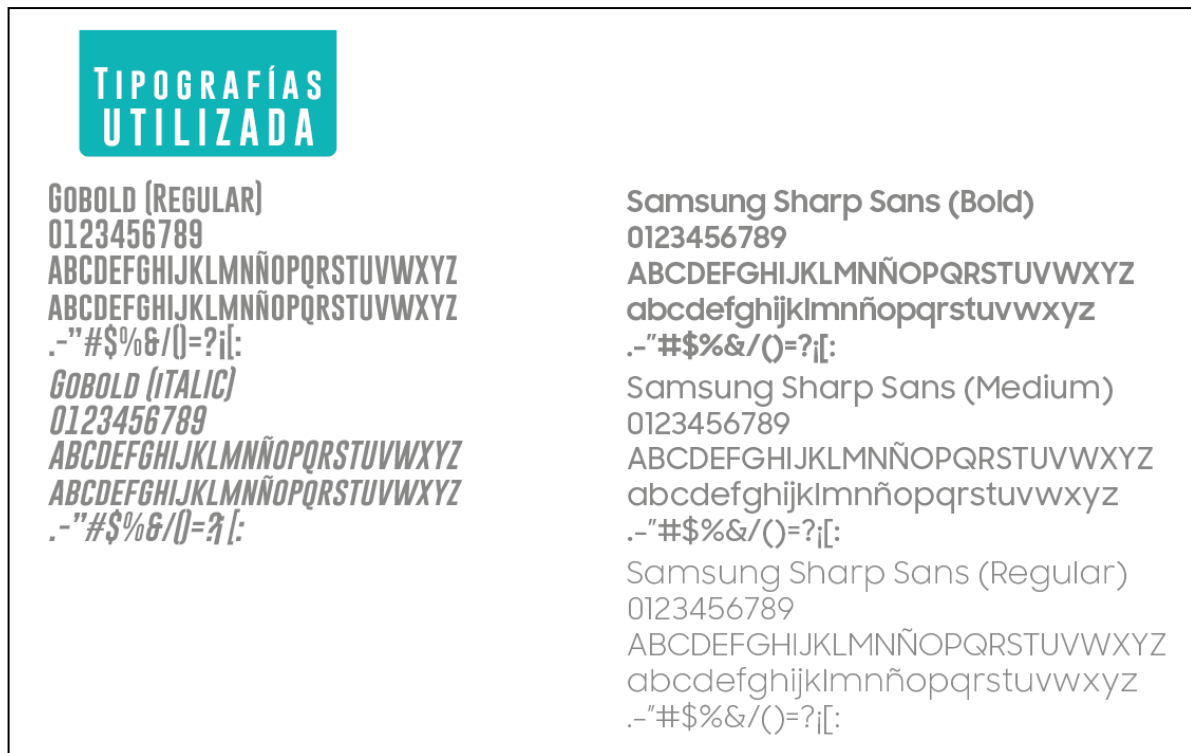 TIPOGRAFÍAS
UTILIZADA
GOBOLD (REGULAR)
0123456789
ABCDEFGHIJKLMNÑOPQRSTUVWXYZ
ABCDEFGHIJKLMNÑOPQRSTUVWXYZ
.-”#$%&/()=?¡[:
GOBOLD (iTALIC)
0123456789
ABCDEFGHIJKLMNÑOPQRSTUVWXYZ
ABCDEFGHIJKLMNÑOPQRSTUVWXYZ
.-”#$%&/()=?¡[:
Samsung Sharp Sans (Bold)
0123456789
ABCDEFGHIJKLMNÑOPQRSTUVWXYZ
abcdefghijklmnñopqrstuvwxyz
.-”#$%&/()=?¡[:
Samsung Sharp Sans (Medium)
0123456789
ABCDEFGHIJKLMNÑOPQRSTUVWXYZ
abcdefghijklmnñopqrstuvwxyz
.-”#$%&/()=?¡[:
Samsung Sharp Sans (Regular)
0123456789
ABCDEFGHIJKLMNÑOPQRSTUVWXYZ
abcdefghijklmnñopqrstuvwxyz
.-”#$%&/()=?¡[: